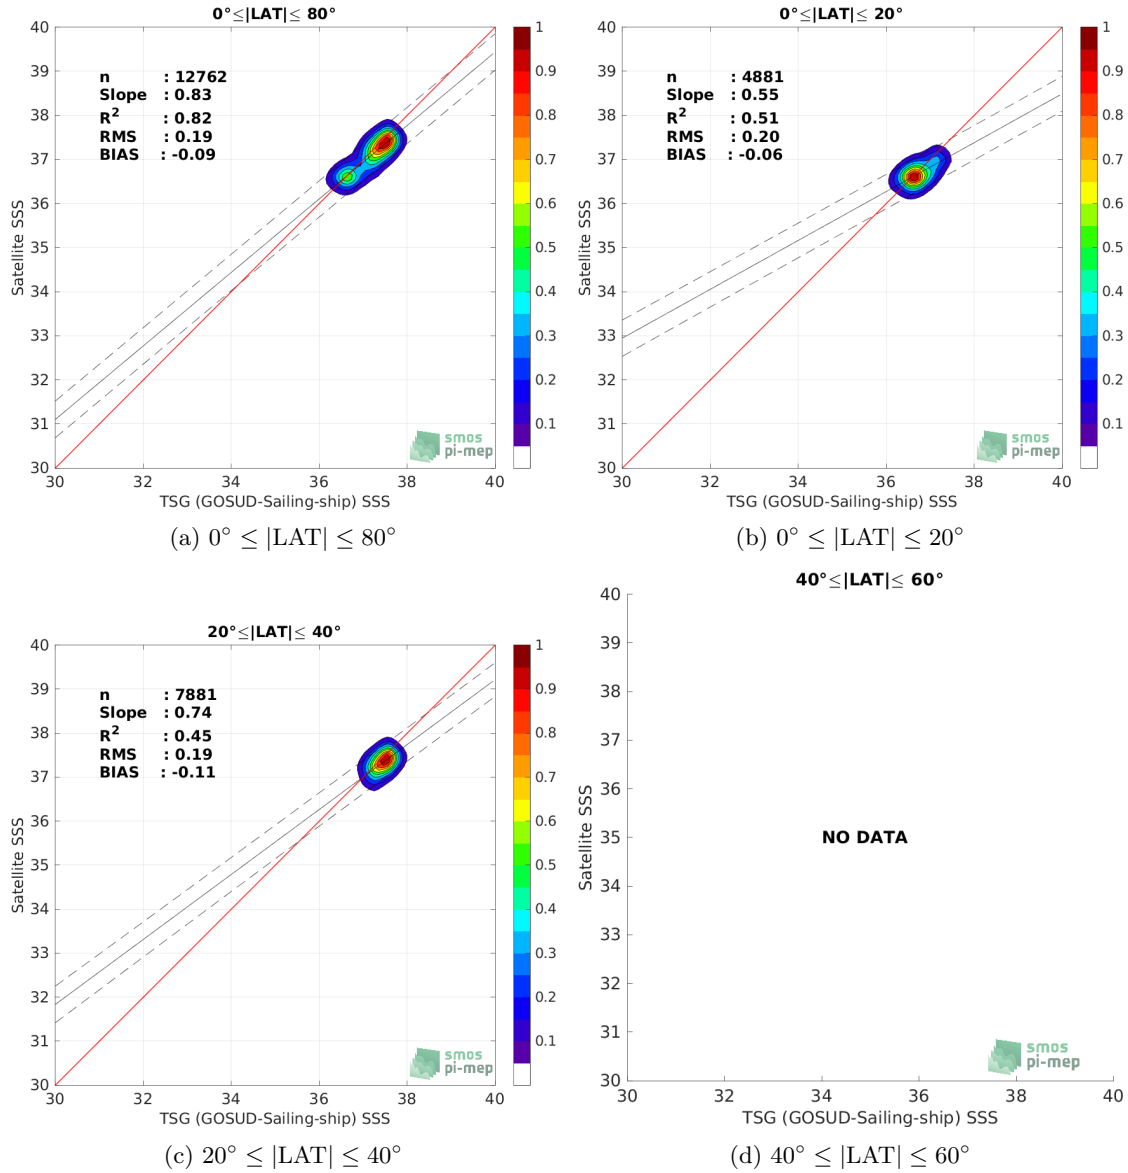 0°≤|LAT|≤ 80°
40
39
38
37
36
35
34
33
32
31
30
Satellite SSS
n : 12762
Slope : 0.83
R² : 0.82
RMS : 0.19
BIAS : -0.09
1
0.9
0.8
0.7
0.6
0.5
0.4
0.3
0.2
0.1
smos
pi-mep
30 32 34 36 38 40
TSG (GOSUD-Sailing-ship) SSS
(a) 0° ≤ |LAT| ≤ 80°
0°≤|LAT|≤ 20°
40
39
38
37
36
35
34
33
32
31
30
Satellite SSS
n : 4881
Slope : 0.55
R² : 0.51
RMS : 0.20
BIAS : -0.06
1
0.9
0.8
0.7
0.6
0.5
0.4
0.3
0.2
0.1
smos
pi-mep
30 32 34 36 38 40
TSG (GOSUD-Sailing-ship) SSS
(b) 0° ≤ |LAT| ≤ 20°
20°≤|LAT|≤ 40°
40
39
38
37
36
35
34
33
32
31
30
Satellite SSS
n : 7881
Slope : 0.74
R² : 0.45
RMS : 0.19
BIAS : -0.11
1
0.9
0.8
0.7
0.6
0.5
0.4
0.3
0.2
0.1
smos
pi-mep
30 32 34 36 38 40
TSG (GOSUD-Sailing-ship) SSS
(c) 20° ≤ |LAT| ≤ 40°
40°≤|LAT|≤ 60°
40
39
38
37
36
35
34
33
32
31
30
Satellite SSS
NO DATA
smos
pi-mep
30 32 34 36 38 40
TSG (GOSUD-Sailing-ship) SSS
(d) 40° ≤ |LAT| ≤ 60°